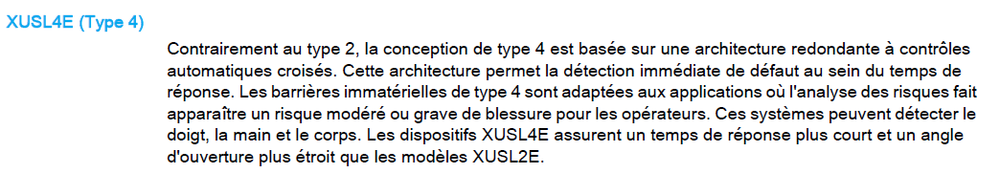 XUSL4E (Type 4)
Contrairement au type 2, la conception de type 4 est basée sur une architecture redondante à contrôles
automatiques croisés. Cette architecture permet la détection immédiate de défaut au sein du temps de
réponse. Les barrières immatérielles de type 4 sont adaptées aux applications où l'analyse des risques fait
apparaître un risque modéré ou grave de blessure pour les opérateurs. Ces systèmes peuvent détecter le
doigt, la main et le corps. Les dispositifs XUSL4E assurent un temps de réponse plus court et un angle
d'ouverture plus étroit que les modèles XUSL2E.